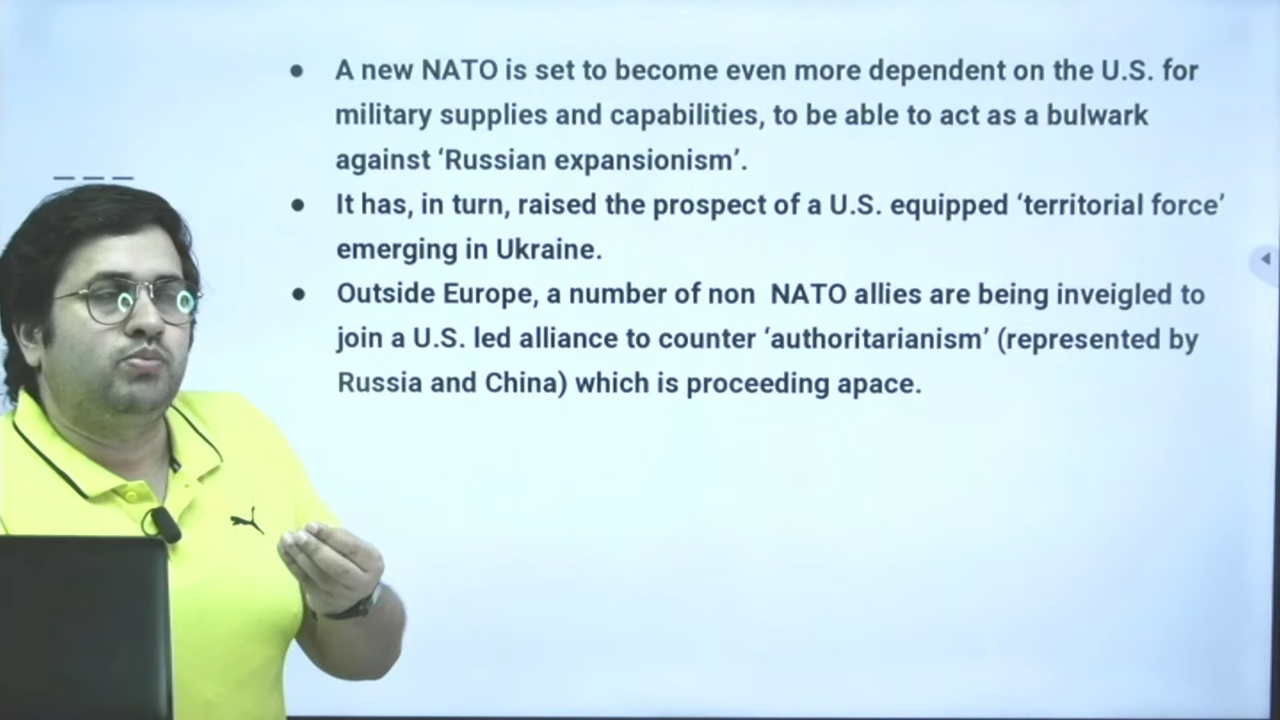 • A new NATO is set to become even more dependent on the U.S. for
military supplies and capabilities, to be able to act as a bulwark
against ‘Russian expansionism’.
• It has, in turn, raised the prospect of a U.S. equipped ‘territorial force’
emerging in Ukraine.
• Outside Europe, a number of non NATO allies are being inveigled to
join a U.S. led alliance to counter ‘authoritarianism’ (represented by
Russia and China) which is proceeding apace.